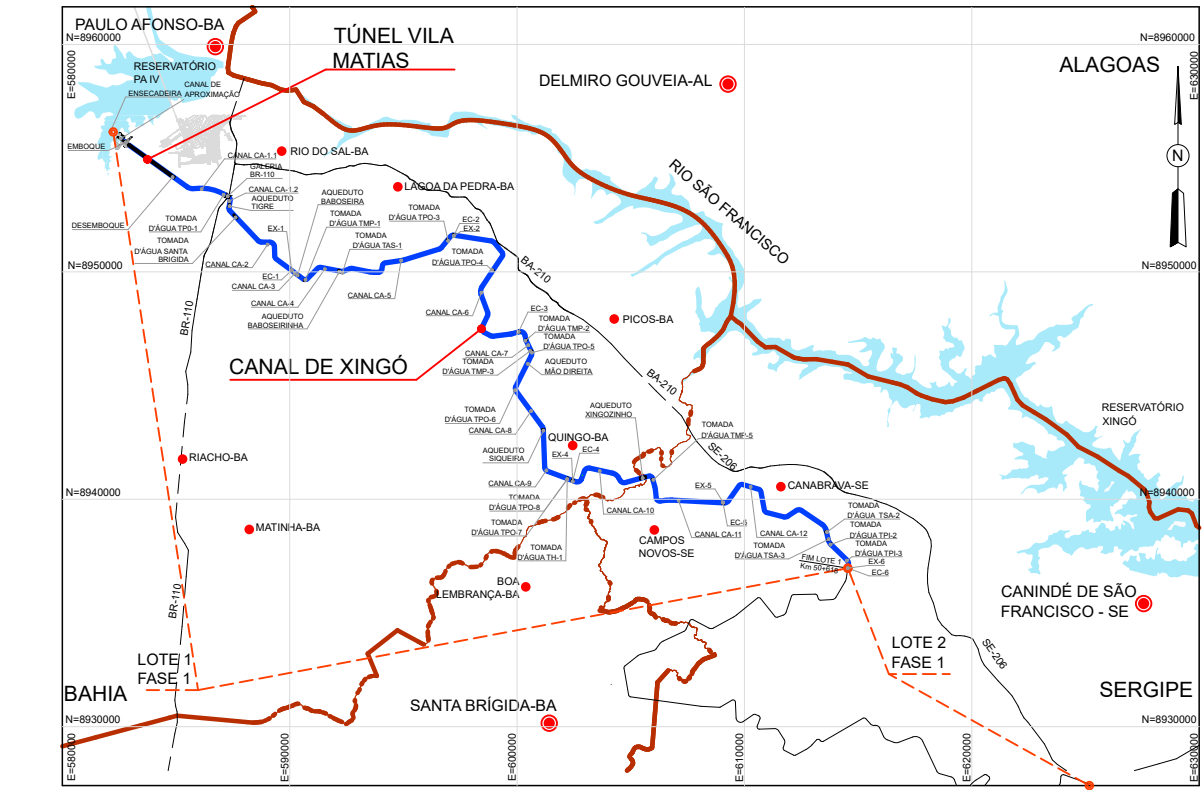 PAULO AFONSO-BA
TÚNEL VILA
MATIAS
N=8960000
N=8960000
E=580000
E=630000
RESERVATÓRIO
PA IV
ENSECADEIRA
CANAL DE
APROXIMAÇÃO
DELMIRO GOUVEIA-AL
ALAGOAS
N
EMBOQUE
CANAL CA-1.1
RIO DO SAL-BA
GALERIA
BR-110
LAGOA DA PEDRA-BA
CANAL CA-1.2
AQUEDUTO
TIGRE
AQUEDUTO
BABOSEIRA
RIO SÃO FRANCISCO
DESEMBOQUE
TOMADA
D'ÁGUA TP0-1
TOMADA
D'ÁGUA SANTA
BRIGIDA
EX-1
TOMADA
D'ÁGUA TMP-1
TOMADA
D'ÁGUA TAS-1
TOMADA
D'ÁGUA TPO-3
EC-2
EX-2
CANAL CA-2
EC-1
CANAL CA-3
TOMADA
D'ÁGUA TPO-4
BA-210
N=8950000
N=8950000
CANAL CA-4
AQUEDUTO
BABOSEIRINHA
CANAL CA-5
CANAL CA-6
BR-110
EC-3
TOMADA
D'ÁGUA TMP-2
TOMADA
D'ÁGUA TPO-5
PICOS-BA
CANAL DE XINGÓ
CANAL CA-7
TOMADA
D'ÁGUA TMP-3
AQUEDUTO
MÃO DIREITA
BA-210
TOMADA
D'ÁGUA TPO-6
CANAL CA-8
AQUEDUTO
XINGOZINHO
RESERVATÓRIO
XINGÓ
QUINGO-BA
TOMADA
D'ÁGUA TMP-5
AQUEDUTO
SIQUEIRA
EX-4
EC-4
SE-206
RIACHO-BA
CANAL CA-9
EX-5
CANABRAVA-SE
N=8940000
N=8940000
TOMADA
D'ÁGUA TPO-8
CANAL CA-10
TOMADA
D'ÁGUA TPO-7
MATINHA-BA
EC-5
CANAL CA-11
CANAL CA-12
TOMADA
D'ÁGUA TSA-2
TOMADA
D'ÁGUA TPI-2
TOMADA
D'ÁGUA TH-1
CAMPOS
NOVOS-SE
TOMADA
D'ÁGUA TSA-3
TOMADA
D'ÁGUA TPI-3
FIM LOTE 1
Km 50+818
EX-6
EC-6
BOA
LEMBRANÇA-BA
BR-110
CANINDÉ DE SÃO
FRANCISCO - SE
LOTE 1
FASE 1
LOTE 2
FASE 1
SE-206
BAHIA
SANTA BRÍGIDA-BA
SERGIPE
N=8930000
N=8930000
E=580000
E=590000
E=600000
E=610000
E=620000
E=630000